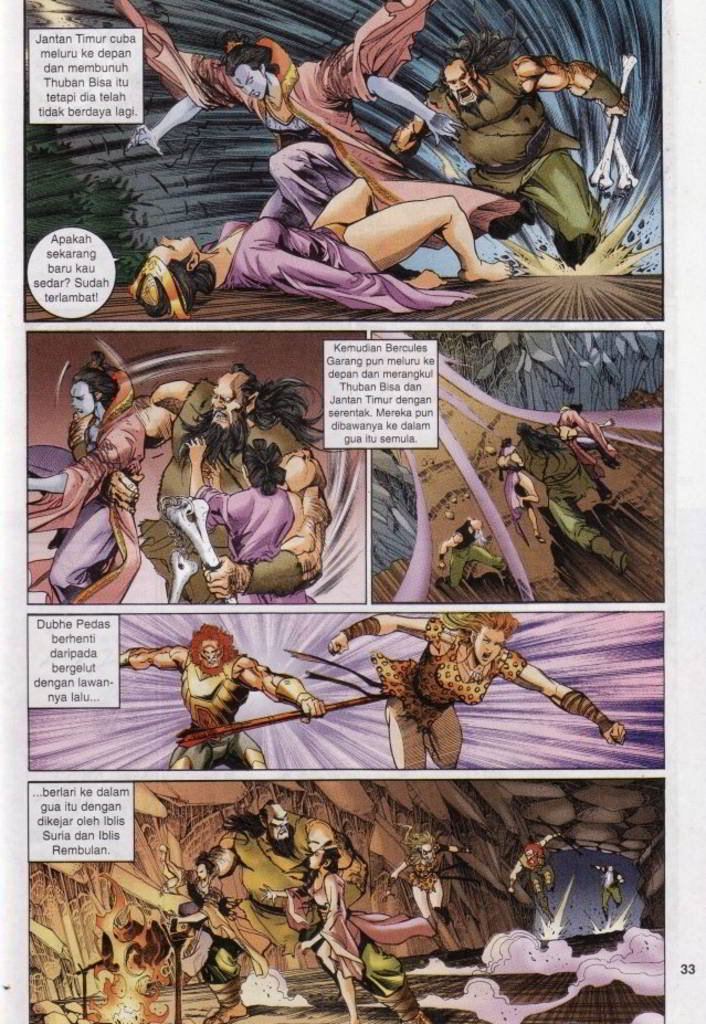 Jantan Timur cuba
meluru ke depan
dan membunuh
Thuban Bisa itu
tetapi dia telah
tidak berdaya lagi.
Apakah
sekarang
baru kau
sedar? Sudah
terlambat!
Kemudian Bercules
Garang pun meluru ke
depan dan merangkul
Thuban Bisa dan
Jantan Timur dengan
serentak. Mereka pun
dibawanya ke dalam
gua itu semula.
Dubhe Pedas
berhenti
daripada
bergelut
dengan lawan-
nya lalu...
...berlari ke dalam
gua itu dengan
dikejar oleh Iblis
Suria dan Iblis
Rembulan.
33